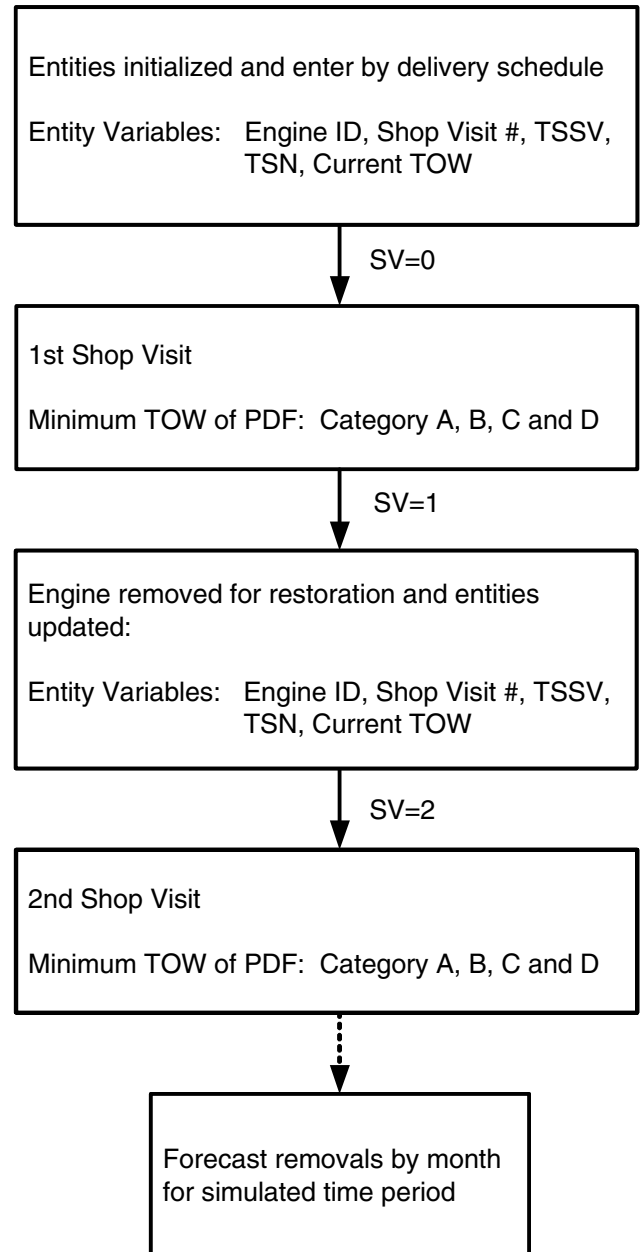 Entities initialized and enter by delivery schedule
Entity Variables: Engine ID, Shop Visit #, TSSV,
TSN, Current TOW
SV=0
1st Shop Visit
Minimum TOW of PDF: Category A, B, C and D
SV=1
Engine removed for restoration and entities
updated:
Entity Variables: Engine ID, Shop Visit #, TSSV,
TSN, Current TOW
SV=2
2nd Shop Visit
Minimum TOW of PDF: Category A, B, C and D
Forecast removals by month
for simulated time period